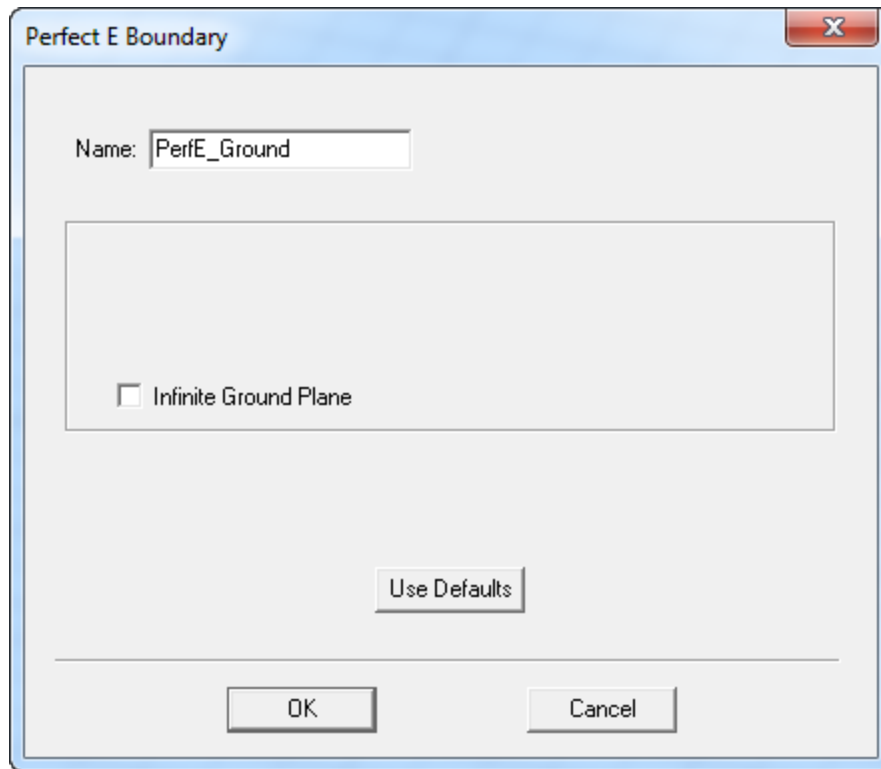 Perfect E Boundary
Name: PerfE_Ground
Infinite Ground Plane
Use Defaults
OK Cancel